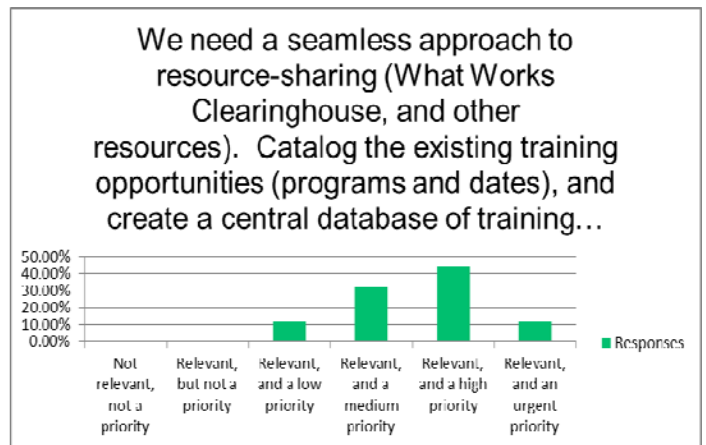 We need a seamless approach to
resource-sharing (What Works
Clearinghouse, and other
resources).  Catalog the existing training
opportunities (programs and dates), and
create a central database of training…
50.00%
40.00%
30.00%
20.00%
10.00%
0.00%
Not relevant, not a priority
Relevant, but not a priority
Relevant, and a low priority
Relevant, and a medium priority
Relevant, and a high priority
Relevant, and an urgent priority
Responses